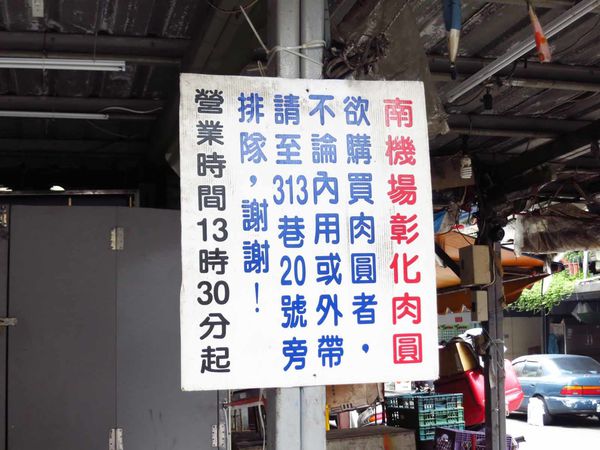 南機場彰化肉圓
欲購買肉圓者，
不論內用或外帶
請至313巷20號旁
排隊，謝謝！
營業時間13時30分起